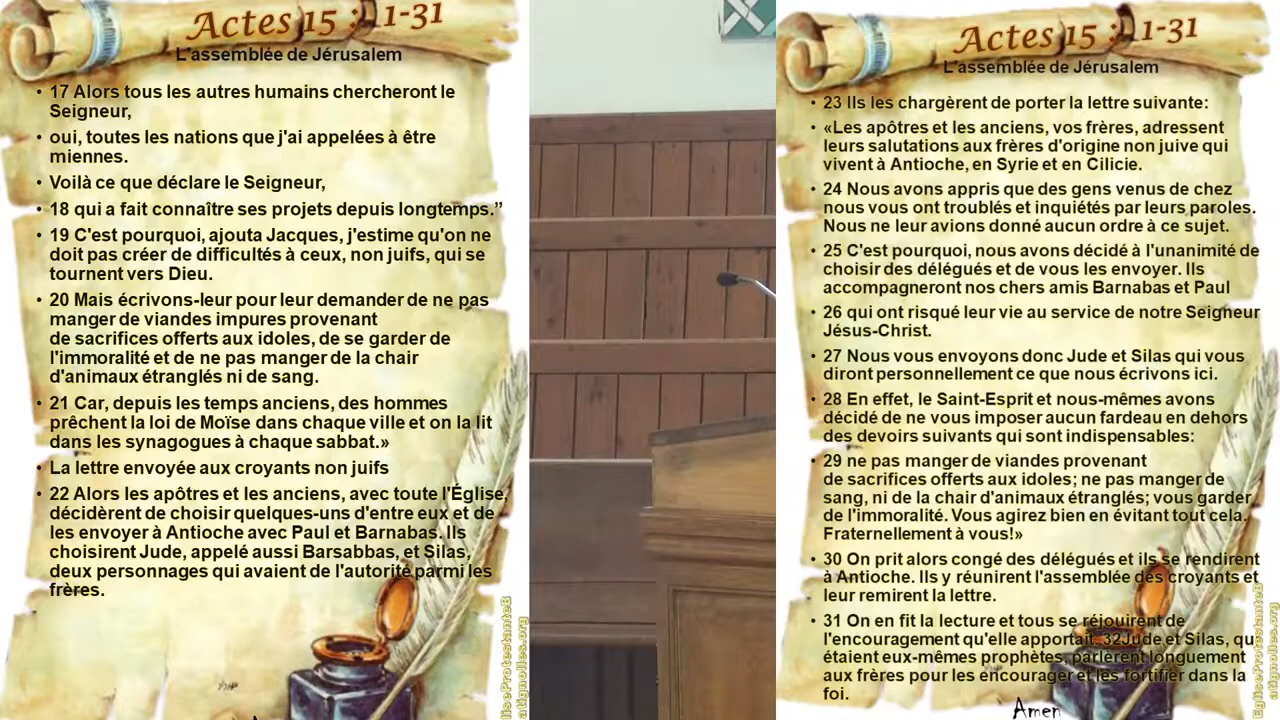 Actes 15 : 1-31
L'assemblée de Jérusalem
• 17 Alors tous les autres humains chercheront le
Seigneur,
• oui, toutes les nations que j'ai appelées à être
miennes.
• Voilà ce que déclare le Seigneur,
• 18 qui a fait connaître ses projets depuis longtemps.”
• 19 C'est pourquoi, ajouta Jacques, j'estime qu'on ne
doit pas créer de difficultés à ceux, non juifs, qui se
tournent vers Dieu.
• 20 Mais écrivons-leur pour leur demander de ne pas
manger de viandes impures provenant
de sacrifices offerts aux idoles, de se garder de
l'immoralité et de ne pas manger de la chair
d'animaux étranglés ni de sang.
• 21 Car, depuis les temps anciens, des hommes
prêchent la loi de Moïse dans chaque ville et on la lit
dans les synagogues à chaque sabbat.»
• La lettre envoyée aux croyants non juifs
• 22 Alors les apôtres et les anciens, avec toute l'Église,
décidèrent de choisir quelques-uns d'entre eux et de
les envoyer à Antioche avec Paul et Barnabas. Ils
choisirent Jude, appelé aussi Barsabbas, et Silas,
deux personnages qui avaient de l'autorité parmi les
frères.
liseProtestanteB
atignolles.org
Actes 15 : 1-31
L'assemblée de Jérusalem
• 23 Ils les chargèrent de porter la lettre suivante:
• «Les apôtres et les anciens, vos frères, adressent
leurs salutations aux frères d'origine non juive qui
vivent à Antioche, en Syrie et en Cilicie.
• 24 Nous avons appris que des gens venus de chez
nous vous ont troublés et inquiétés par leurs paroles.
Nous ne leur avions donné aucun ordre à ce sujet.
• 25 C'est pourquoi, nous avons décidé à l'unanimité de
choisir des délégués et de vous les envoyer. Ils
accompagneront nos chers amis Barnabas et Paul
• 26 qui ont risqué leur vie au service de notre Seigneur
Jésus-Christ.
• 27 Nous vous envoyons donc Jude et Silas qui vous
diront personnellement ce que nous écrivons ici.
• 28 En effet, le Saint-Esprit et nous-mêmes avons
décidé de ne vous imposer aucun fardeau en dehors
des devoirs suivants qui sont indispensables:
• 29 ne pas manger de viandes provenant
de sacrifices offerts aux idoles; ne pas manger de
sang, ni de la chair d'animaux étranglés; vous garder
de l'immoralité. Vous agirez bien en évitant tout cela.
Fraternellement à vous!»
• 30 On prit alors congé des délégués et ils se rendirent
à Antioche. Ils y réunirent l'assemblée des croyants et
leur remirent la lettre.
• 31 On en fit la lecture et tous se réjouirent de
l'encouragement qu'elle apportait. 32Jude et Silas, qu
étaient eux-mêmes prophètes, parlèrent longuement
aux frères pour les encourager et les fortifier dans la
foi.
Amen
EgliseProtestanteB
atignolles.org